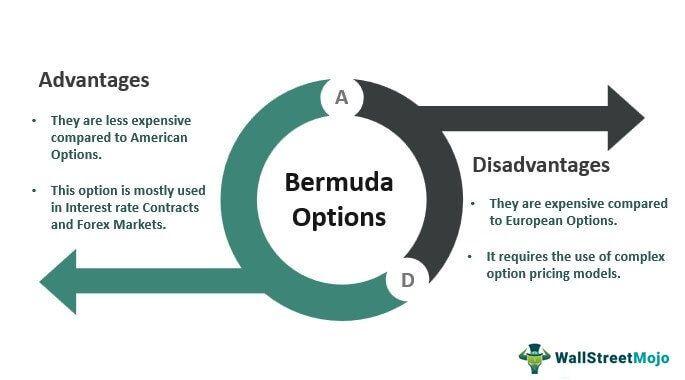 Advantages
• They are less expensive
compared to American
Options.
• This option is mostly used
in Interest rate Contracts
and Forex Markets.
A
Bermuda
Options
D
Disadvantages
• They are expensive compared
to European Options.
• It requires the use of complex
option pricing models.
WallStreetMojo